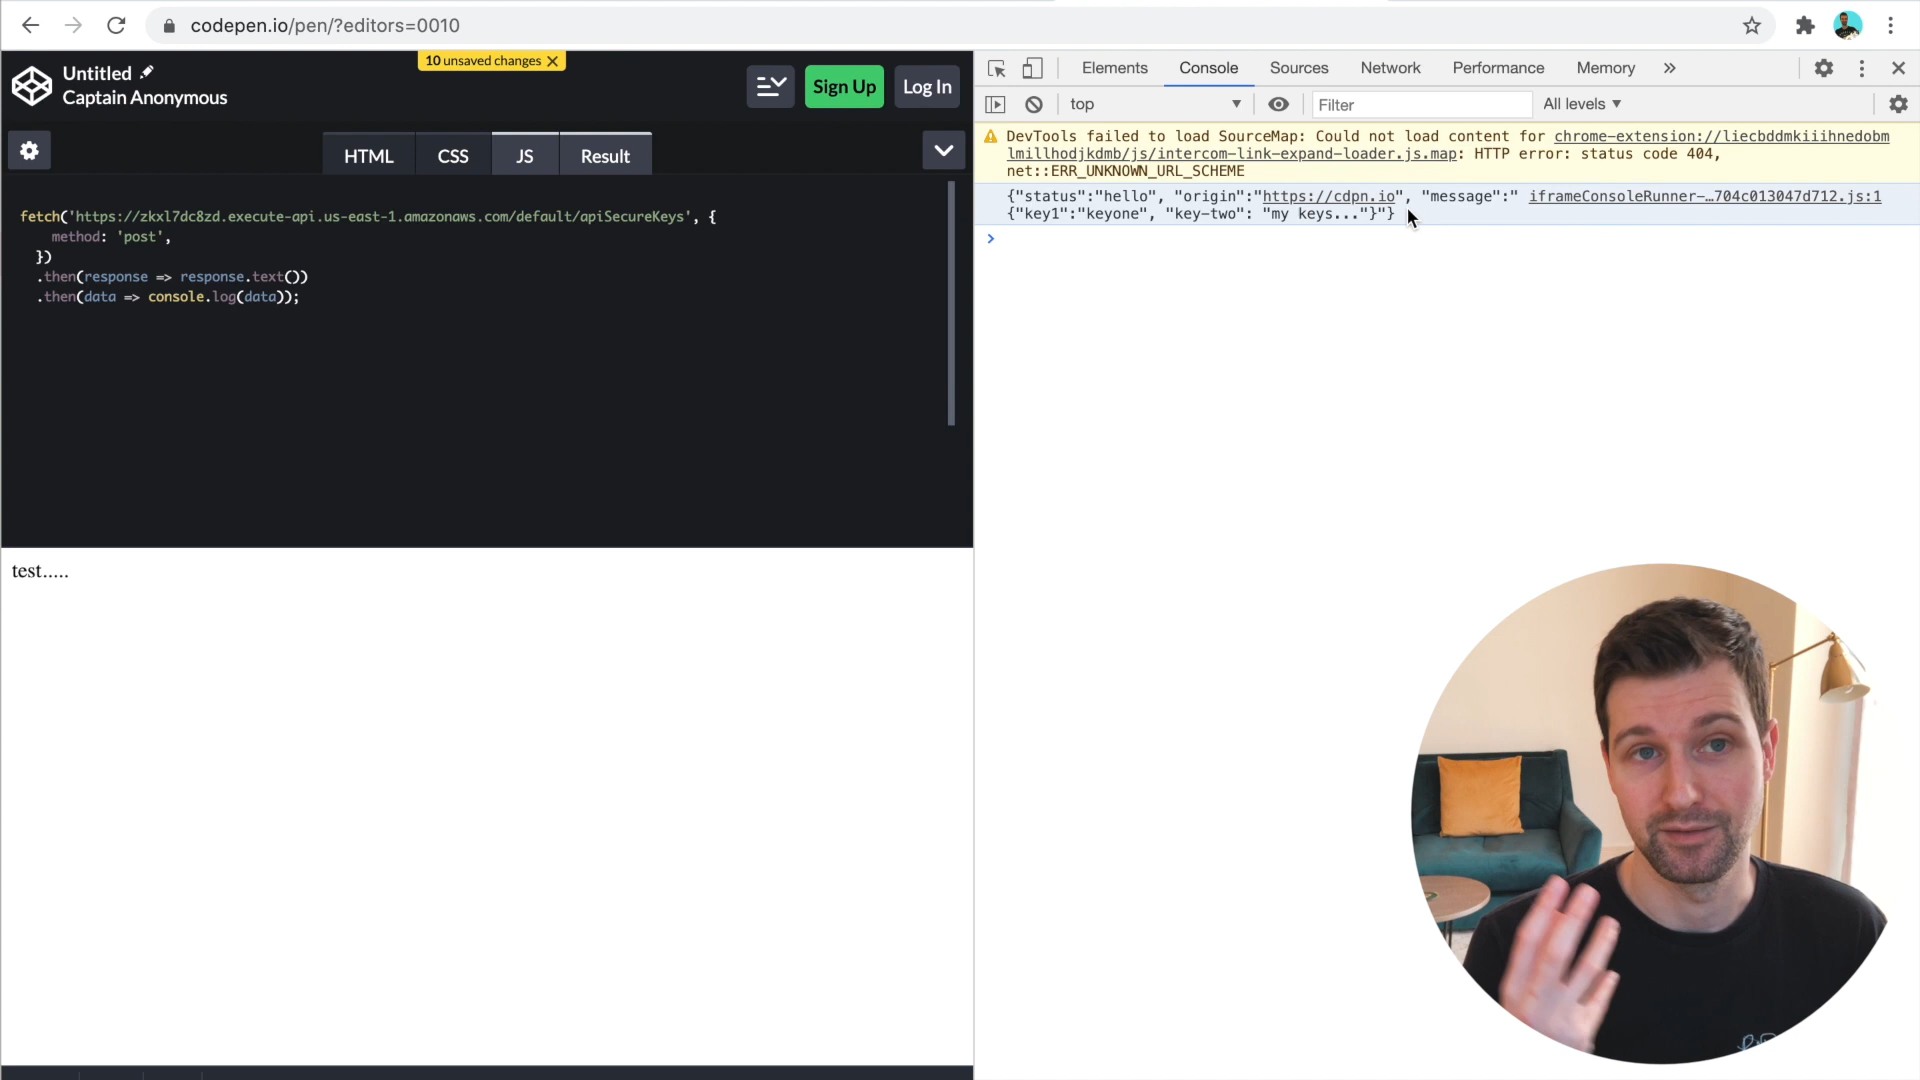 codepen.io/pen/?editors=0010
10 unsaved changes
Untitled
Captain Anonymous
Sign Up
Log In
HTML
CSS
JS
Result
fetch('https://zkxl7dc8zd.execute-api.us-east-1.amazonaws.com/default/apiSecureKeys', {
method: 'post',
})
.then(response => response.text())
.then(data => console.log(data));
test.....
Elements
Console
Sources
Network
Performance
Memory
top
Filter
All levels
DevTools failed to load SourceMap: Could not load content for chrome-extension://liecbddmkiiihnedobm
lmillhodjkdmb/js/intercom-link-expand-loader.js.map: HTTP error: status code 404,
net::ERR_UNKNOWN_URL_SCHEME
{"status":"hello", "origin":"https://cdpn.io", "message":" iframeConsoleRunner-…704c013047d712.js:1
{"key1":"keyone", "key-two": "my keys..."}"}